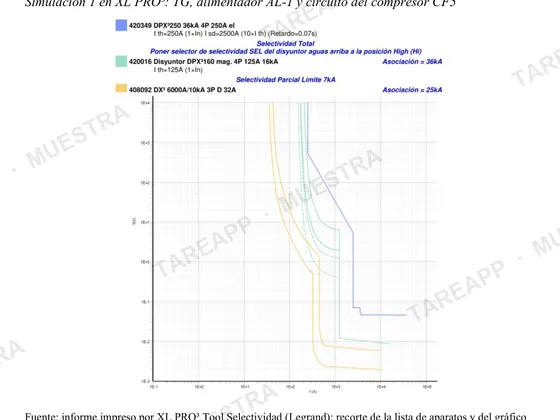 Simulación 1 en XL PRO³: TG, alimentador AL-1 y circuito del compresor CF5
420349 DPX³250 36kA 4P 250A el
I th=250A (1×In) I sd=2500A (10×I th) (Retardo=0.07s)
Selectividad Total
Poner selector de selectividad SEL del disyuntor aguas arriba a la posición High (Hi)
420016 Disyuntor DPX³160 mag. 4P 125A 16kA Asociación = 36kA
I th=125A (1×In)
Selectividad Parcial Límite 7kA
408092 DX³ 6000A/10kA 3P D 32A Asociación = 25kA
1E+4
1E+3
1E+2
1E+1
1E+0
1E-1
1E-2
1E-3
t(s)
1E-1 1E+0 1E+1 1E+2 1E+3 1E+4 1E+5
I (A)
TAREAPP · MUESTRA
Fuente: informe impreso por XL PRO³ Tool Selectividad (Legrand); recorte de la lista de aparatos y del gráfico